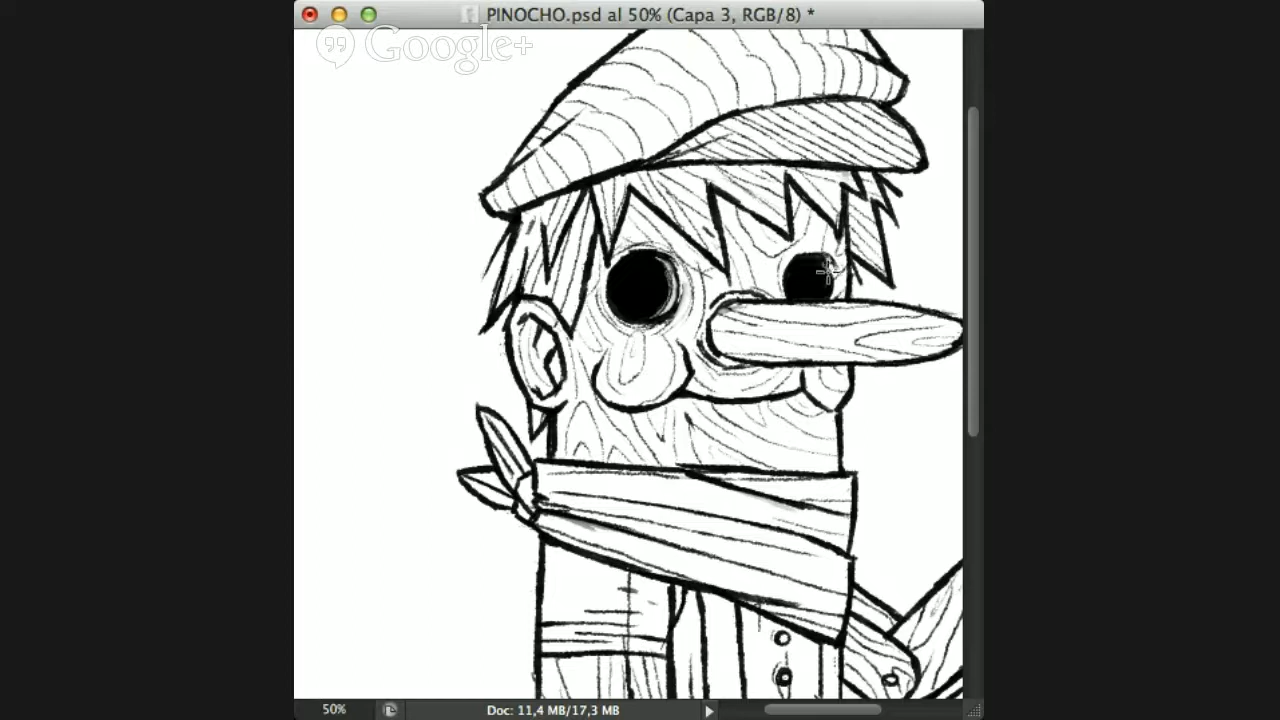 PINOCHO.psd al 50% (Capa 3, RGB/8) *
Google+
50%
Doc: 11,4 MB/17,3 MB